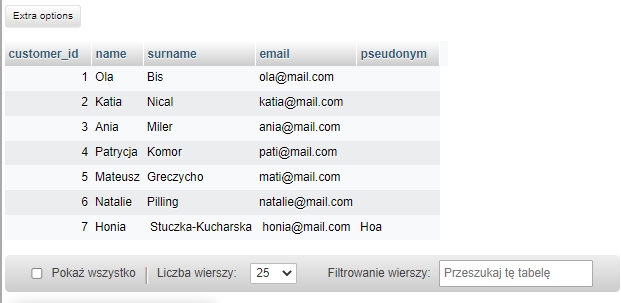 Extra options
customer_id name surname email pseudonym
1 Ola Bis ola@mail.com
2 Katia Nical katia@mail.com
3 Ania Miler ania@mail.com
4 Patrycja Komor pati@mail.com
5 Mateusz Greczycho mati@mail.com
6 Natalie Pilling natalie@mail.com
7 Honia Stuczka-Kucharska honia@mail.com Hoa
Pokaż wszystko Liczba wierszy: 25 Filtrowanie wierszy: Przeszukaj tę tabelę